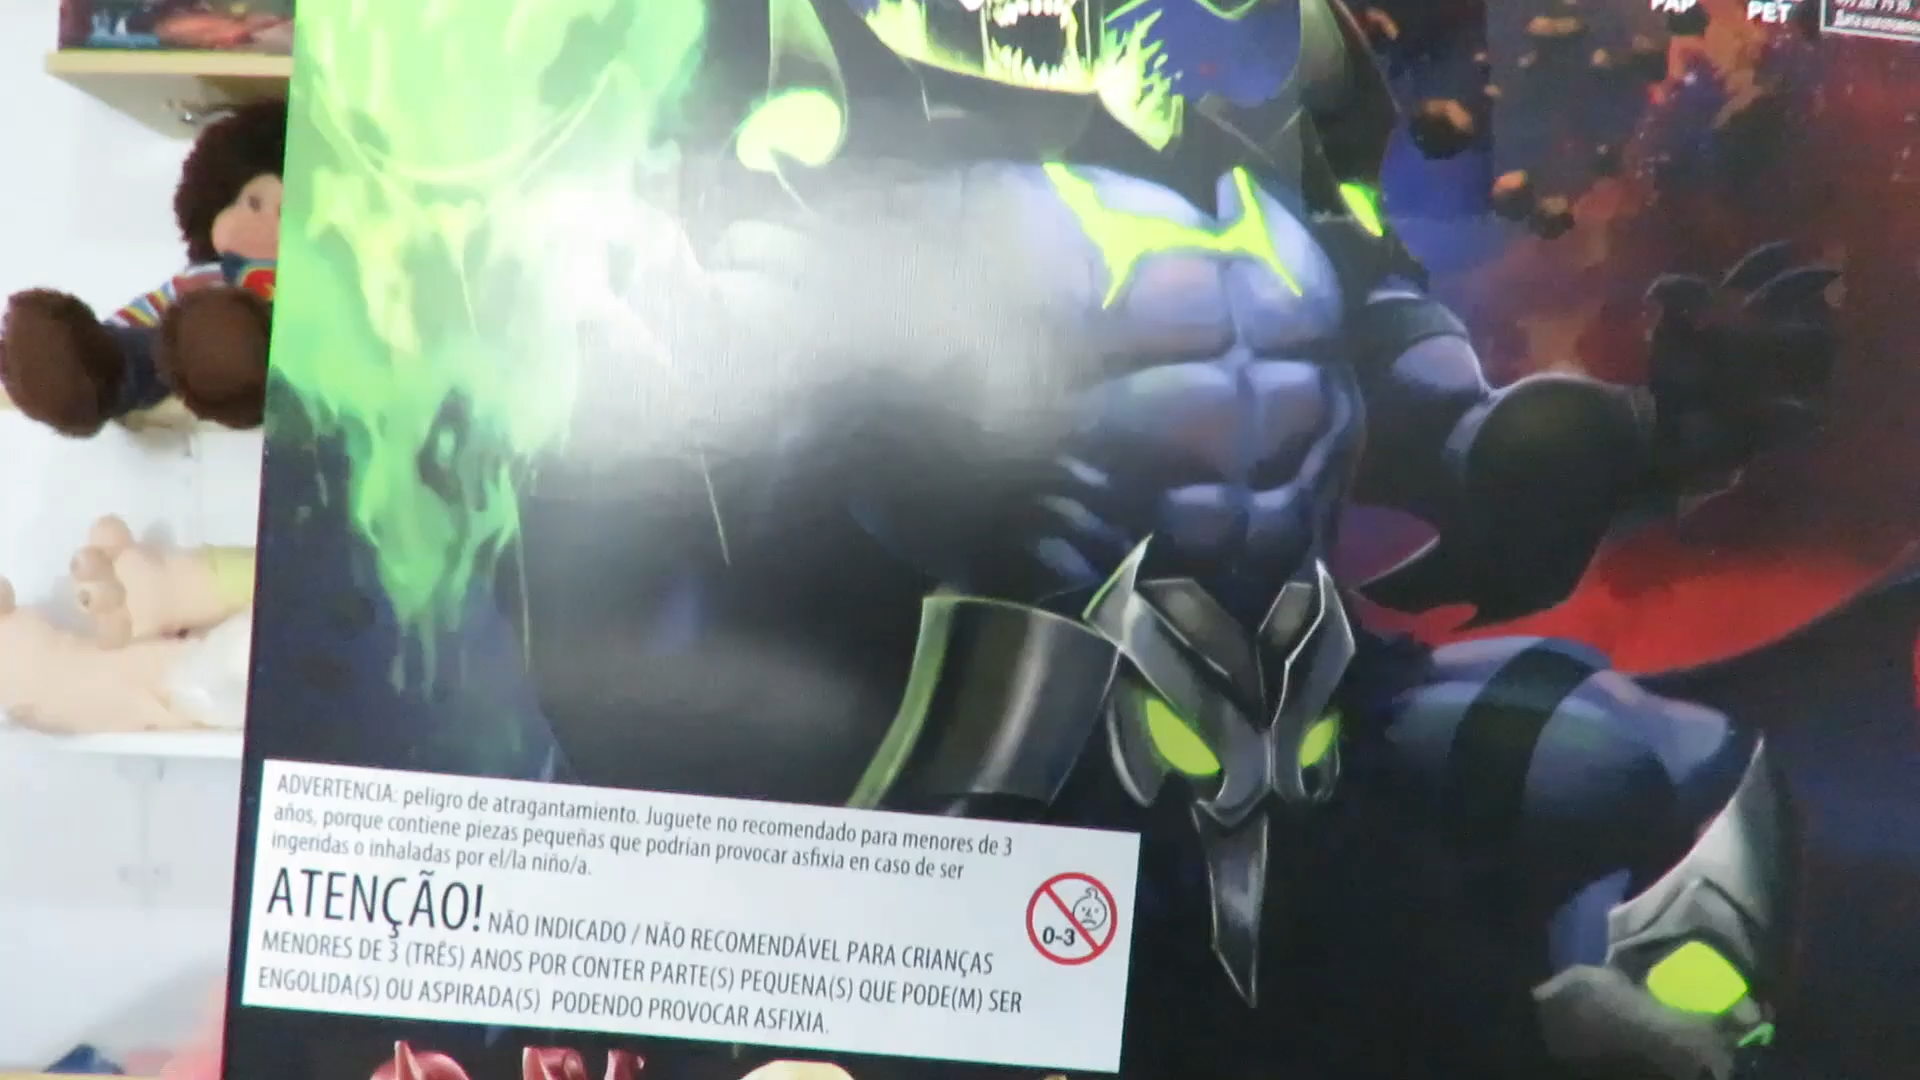 PAP PET
ADVERTENCIA: peligro de atragantamiento. Juguete no recomendado para menores de 3
años, porque contiene piezas pequeñas que podrían provocar asfixia en caso de ser
ingeridas o inhaladas por el/la niño/a.
ATENÇÃO! NÃO INDICADO / NÃO RECOMENDÁVEL PARA CRIANÇAS
MENORES DE 3 (TRÊS) ANOS POR CONTER PARTE(S) PEQUENA(S) QUE PODE(M) SER
ENGOLIDA(S) OU ASPIRADA(S) PODENDO PROVOCAR ASFIXIA.
0-3